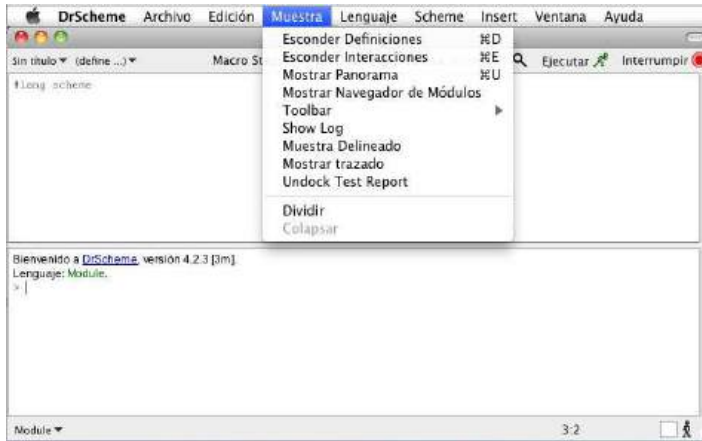 DrScheme Archivo Edición Muestra Lenguaje Scheme Insert Ventana Ayuda
Sin título (define ...) Macro Ejecutar Interrumpir
Esconder Definiciones ⌘D
Esconder Interacciones ⌘E
Mostrar Panorama ⌘U
Mostrar Navegador de Módulos
Toolbar
Show Log
Muestra Delineado
Mostrar trazado
Undock Test Report
Dividir
Colapsar
#lang scheme
Bienvenido a DrScheme, versión 4.2.3 [3m].
Lenguaje: Module.
>
Module 3:2